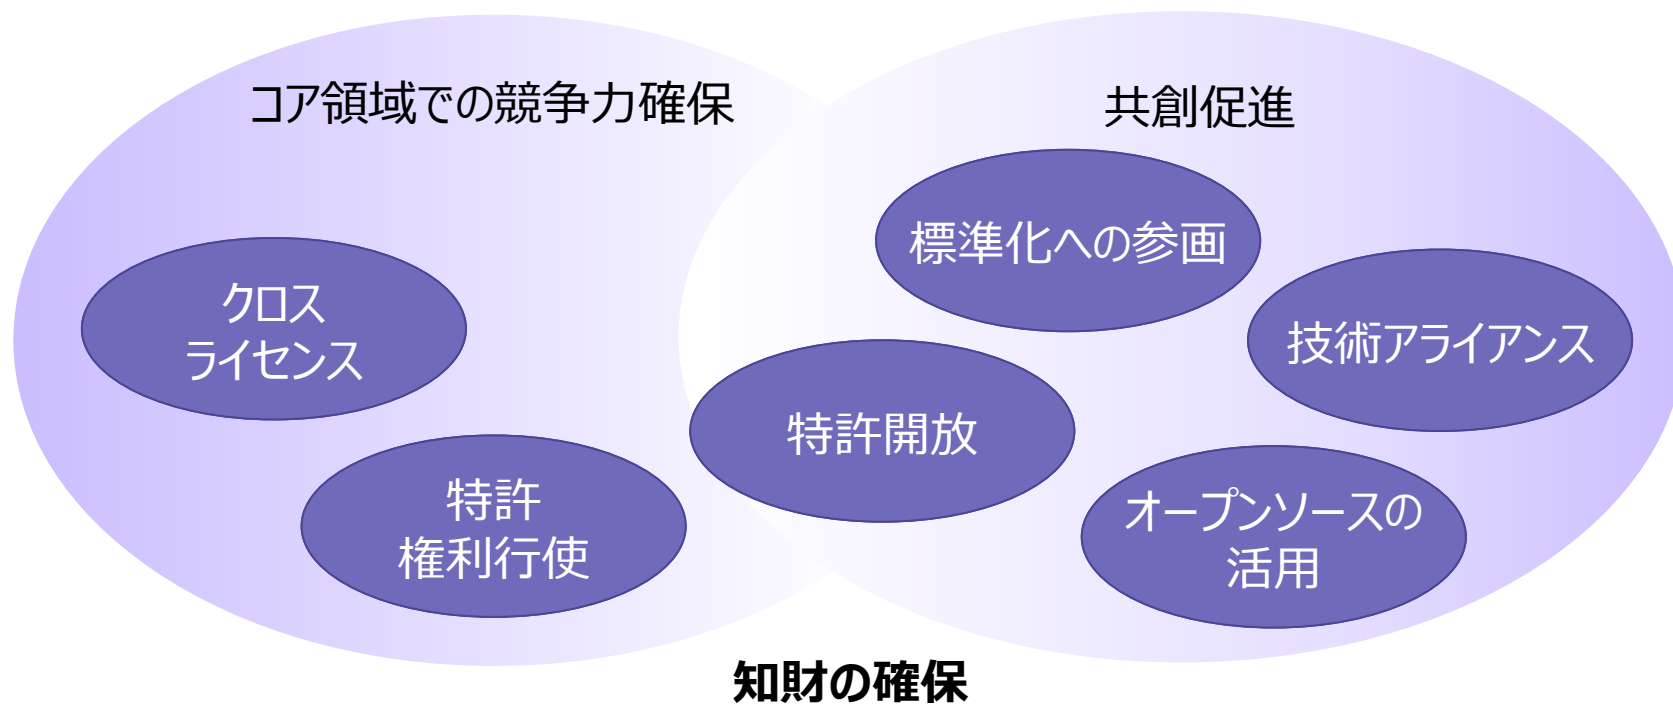 コア領域での競争力確保
共創促進
標準化への参画
クロス
ライセンス
技術アライアンス
特許開放
特許
権利行使
オープンソースの
活用
知財の確保